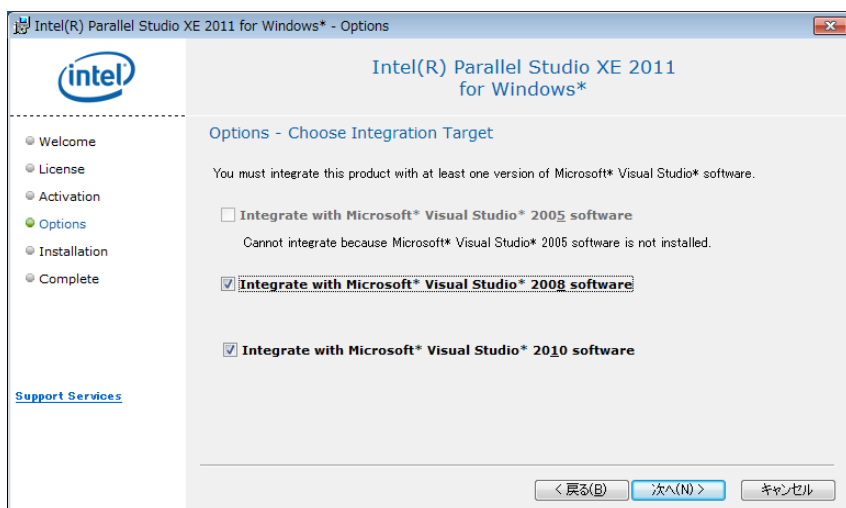 Intel(R) Parallel Studio XE 2011 for Windows* - Options
intel
Intel(R) Parallel Studio XE 2011
for Windows*
Welcome
License
Activation
Options
Installation
Complete
Support Services
Options - Choose Integration Target
You must integrate this product with at least one version of Microsoft* Visual Studio* software.
Integrate with Microsoft* Visual Studio* 2005 software
Cannot integrate because Microsoft* Visual Studio* 2005 software is not installed.
Integrate with Microsoft* Visual Studio* 2008 software
Integrate with Microsoft* Visual Studio* 2010 software
< 戻る(B)
次へ(N) >
キャンセル